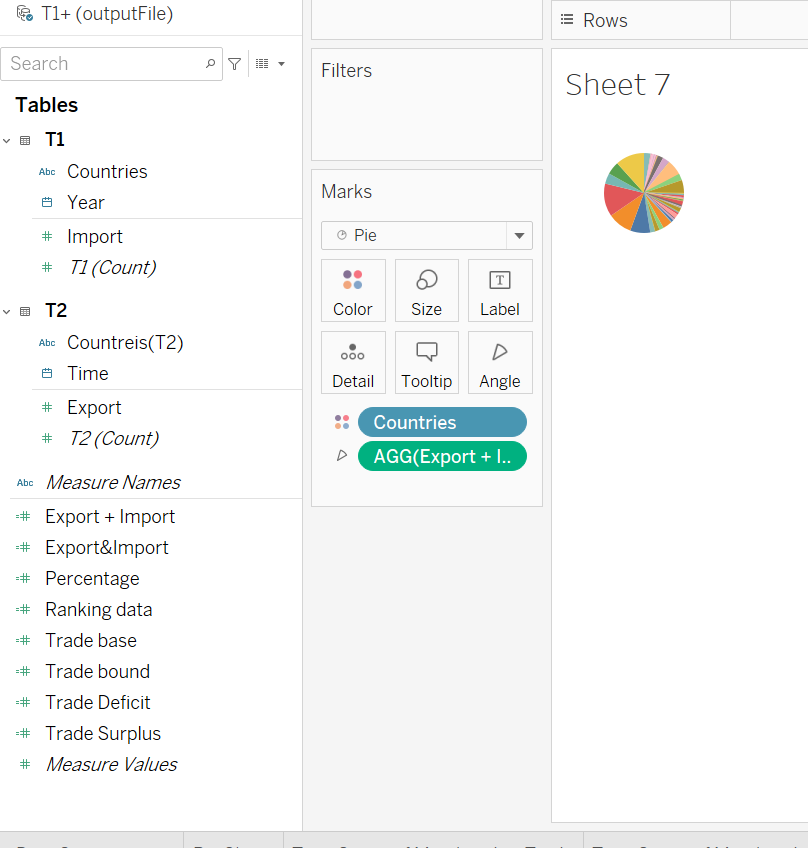 T1+ (outputFile)
Search
Tables
T1
Abc Countries
Year
Import
T1 (Count)
T2
Abc Countreis(T2)
Time
Export
T2 (Count)
Abc Measure Names
Export + Import
Export&Import
Percentage
Ranking data
Trade base
Trade bound
Trade Deficit
Trade Surplus
Measure Values
Filters
Marks
Pie
Color Size Label
Detail Tooltip Angle
Countries
AGG(Export + I..
Rows
Sheet 7